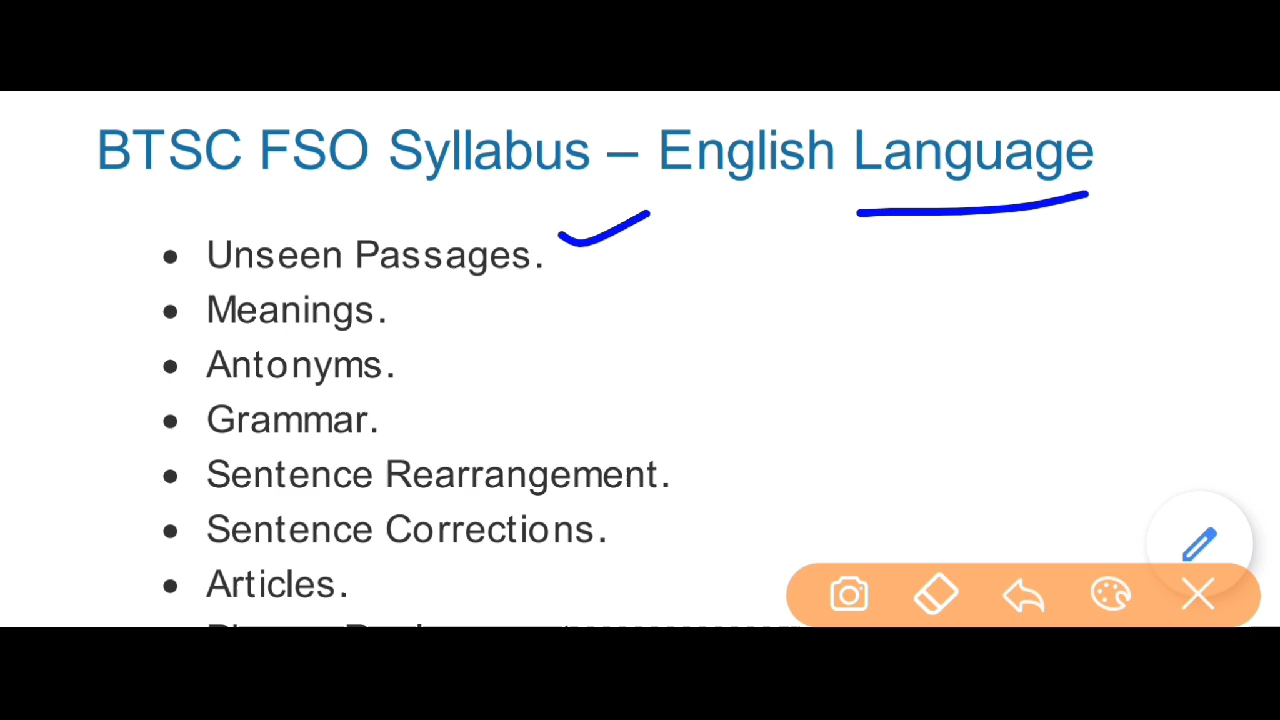 BTSC FSO Syllabus – English Language
• Unseen Passages.
• Meanings.
• Antonyms.
• Grammar.
• Sentence Rearrangement.
• Sentence Corrections.
• Articles.